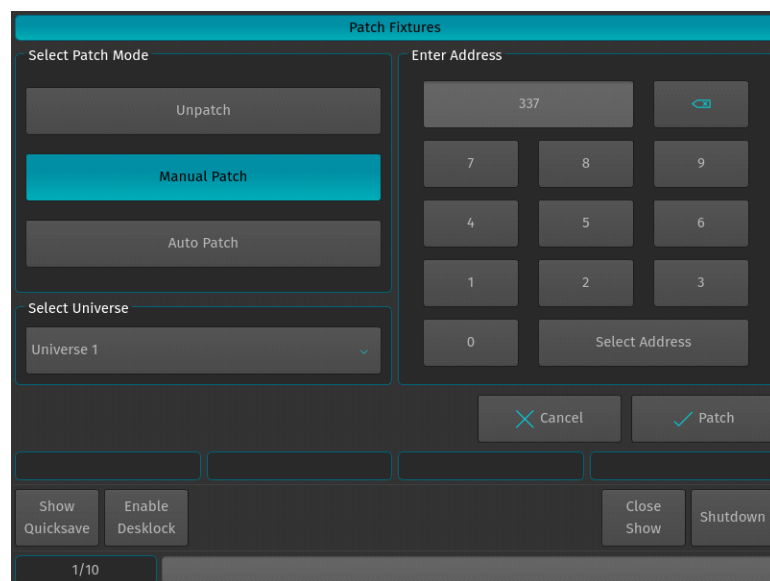 Patch Fixtures
Select Patch Mode
Unpatch
Manual Patch
Auto Patch
Select Universe
Universe 1
Enter Address
337
7 8 9
4 5 6
1 2 3
0 Select Address
Cancel Patch
Show
Quicksave
Enable
Desklock
Close
Show
Shutdown
1/10